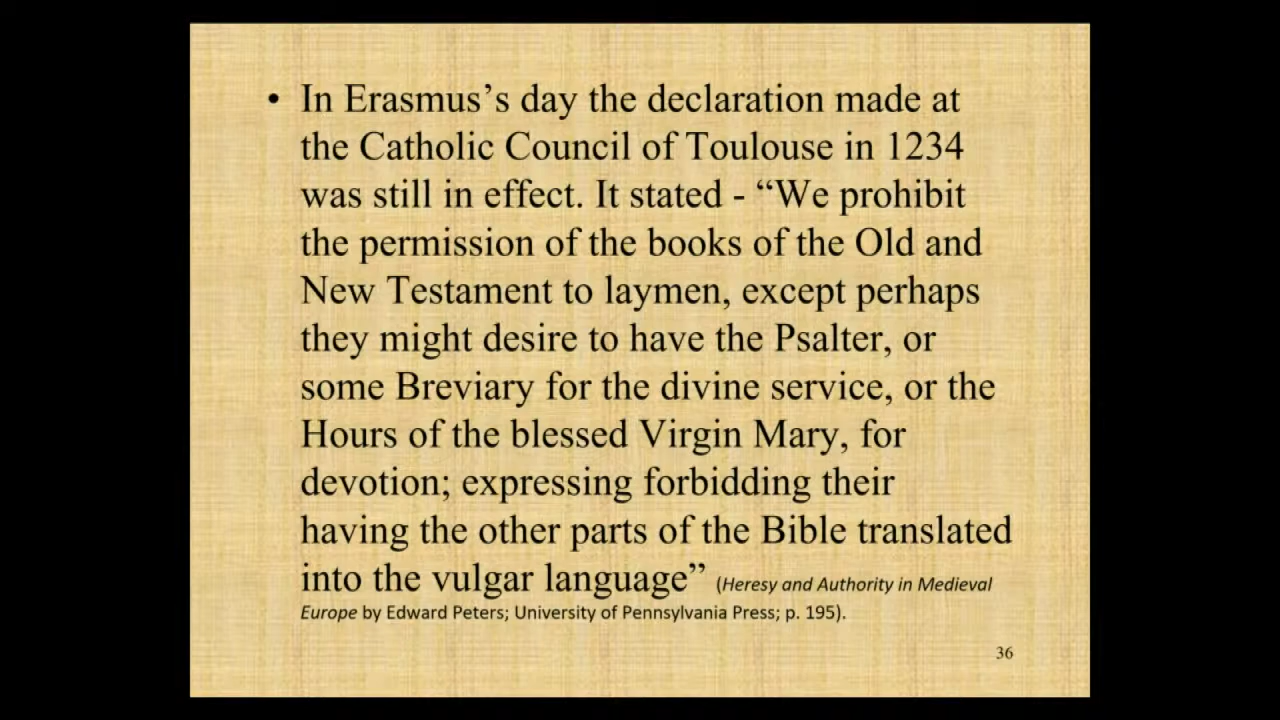 • In Erasmus’s day the declaration made at
the Catholic Council of Toulouse in 1234
was still in effect. It stated - “We prohibit
the permission of the books of the Old and
New Testament to laymen, except perhaps
they might desire to have the Psalter, or
some Breviary for the divine service, or the
Hours of the blessed Virgin Mary, for
devotion; expressing forbidding their
having the other parts of the Bible translated
into the vulgar language” (Heresy and Authority in Medieval
Europe by Edward Peters; University of Pennsylvania Press; p. 195).
36